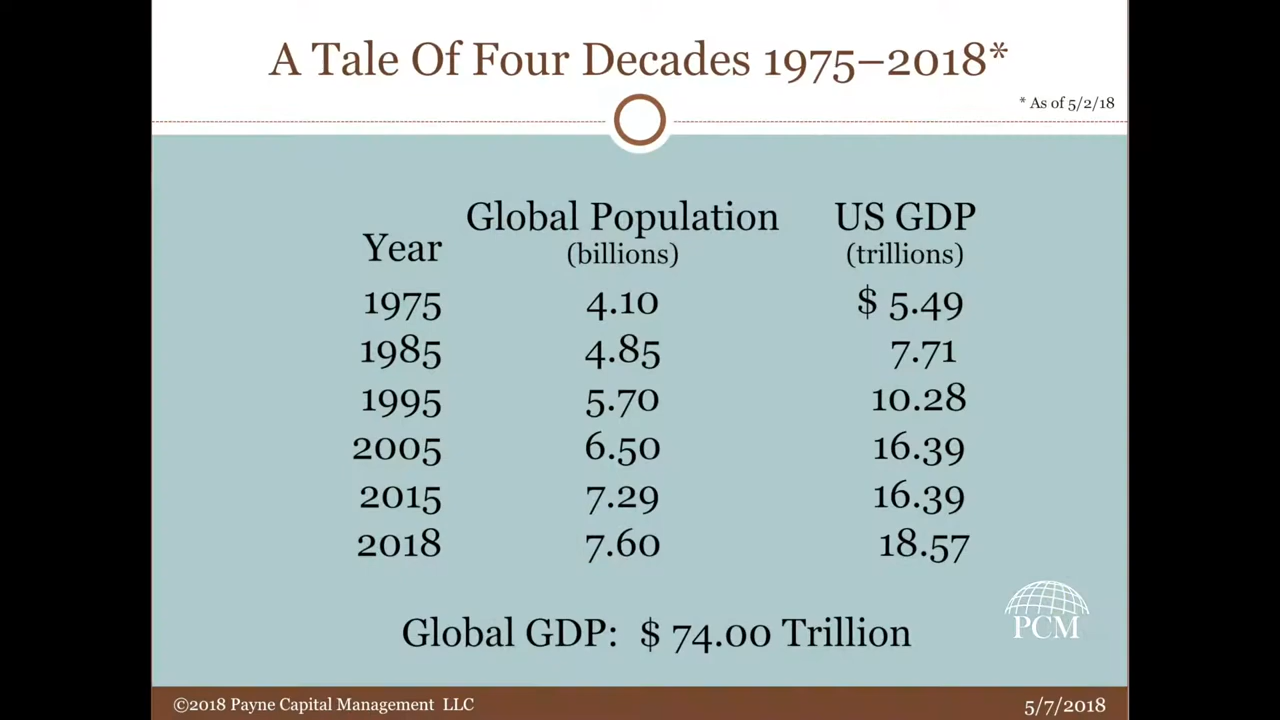 A Tale Of Four Decades 1975–2018*
* As of 5/2/18
Year Global Population US GDP
(billions) (trillions)
1975 4.10 $ 5.49
1985 4.85 7.71
1995 5.70 10.28
2005 6.50 16.39
2015 7.29 16.39
2018 7.60 18.57
Global GDP: $ 74.00 Trillion
PCM
©2018 Payne Capital Management LLC 5/7/2018